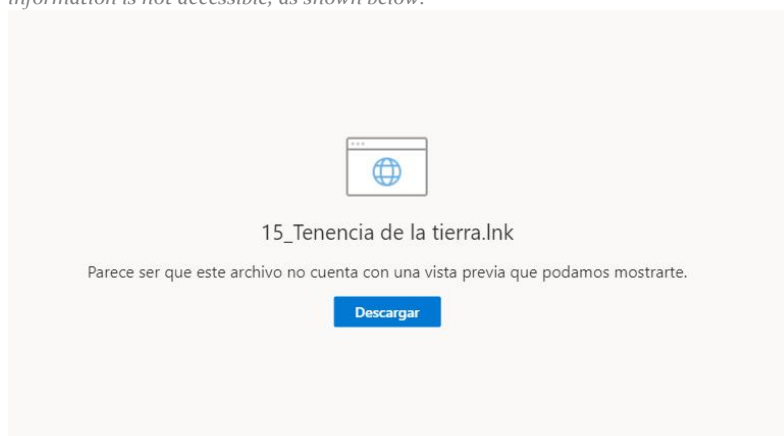 information is not accessible, as shown below:
15_Tenencia de la tierra.lnk
Parece ser que este archivo no cuenta con una vista previa que podamos mostrarte.
Descargar